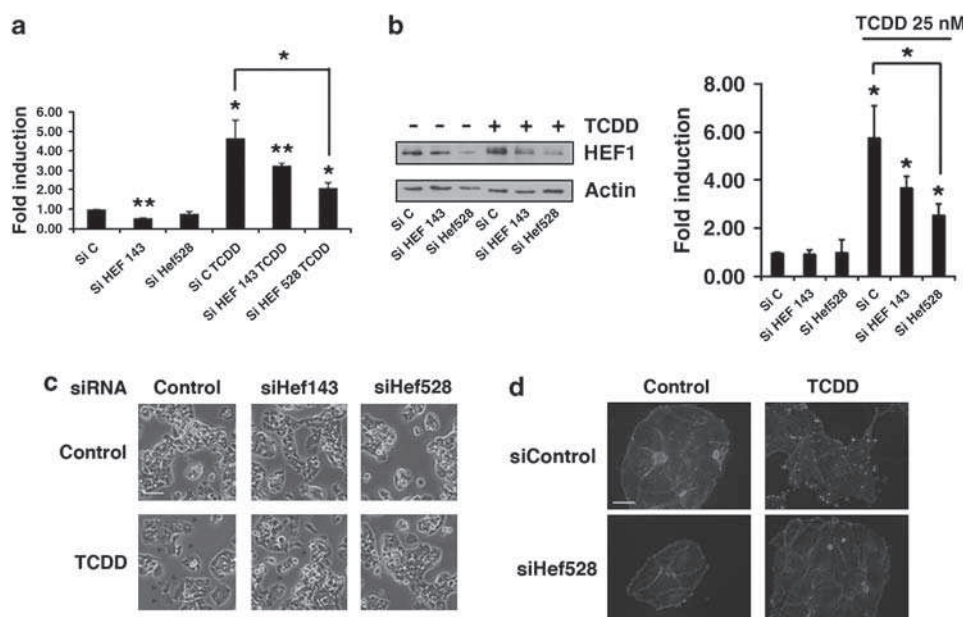 a
*
Fold induction
6.00
5.00
4.00
3.00
2.00
1.00
0.00
**
*
**
*
Si C
Si HEF 143
Si Hef528
Si C TCDD
Si HEF 143 TCDD
Si HEF 528 TCDD
b
- - - + + + TCDD
HEF1
Actin
Si C
Si HEF 143
Si Hef528
Si C
Si HEF 143
Si Hef528
TCDD 25 nM
*
Fold induction
8.00
6.00
4.00
2.00
0.00
*
*
*
Si C
Si HEF 143
Si Hef528
Si C
Si HEF 143
Si Hef528
c
siRNA Control siHef143 siHef528
Control
TCDD
d
Control TCDD
siControl
siHef528